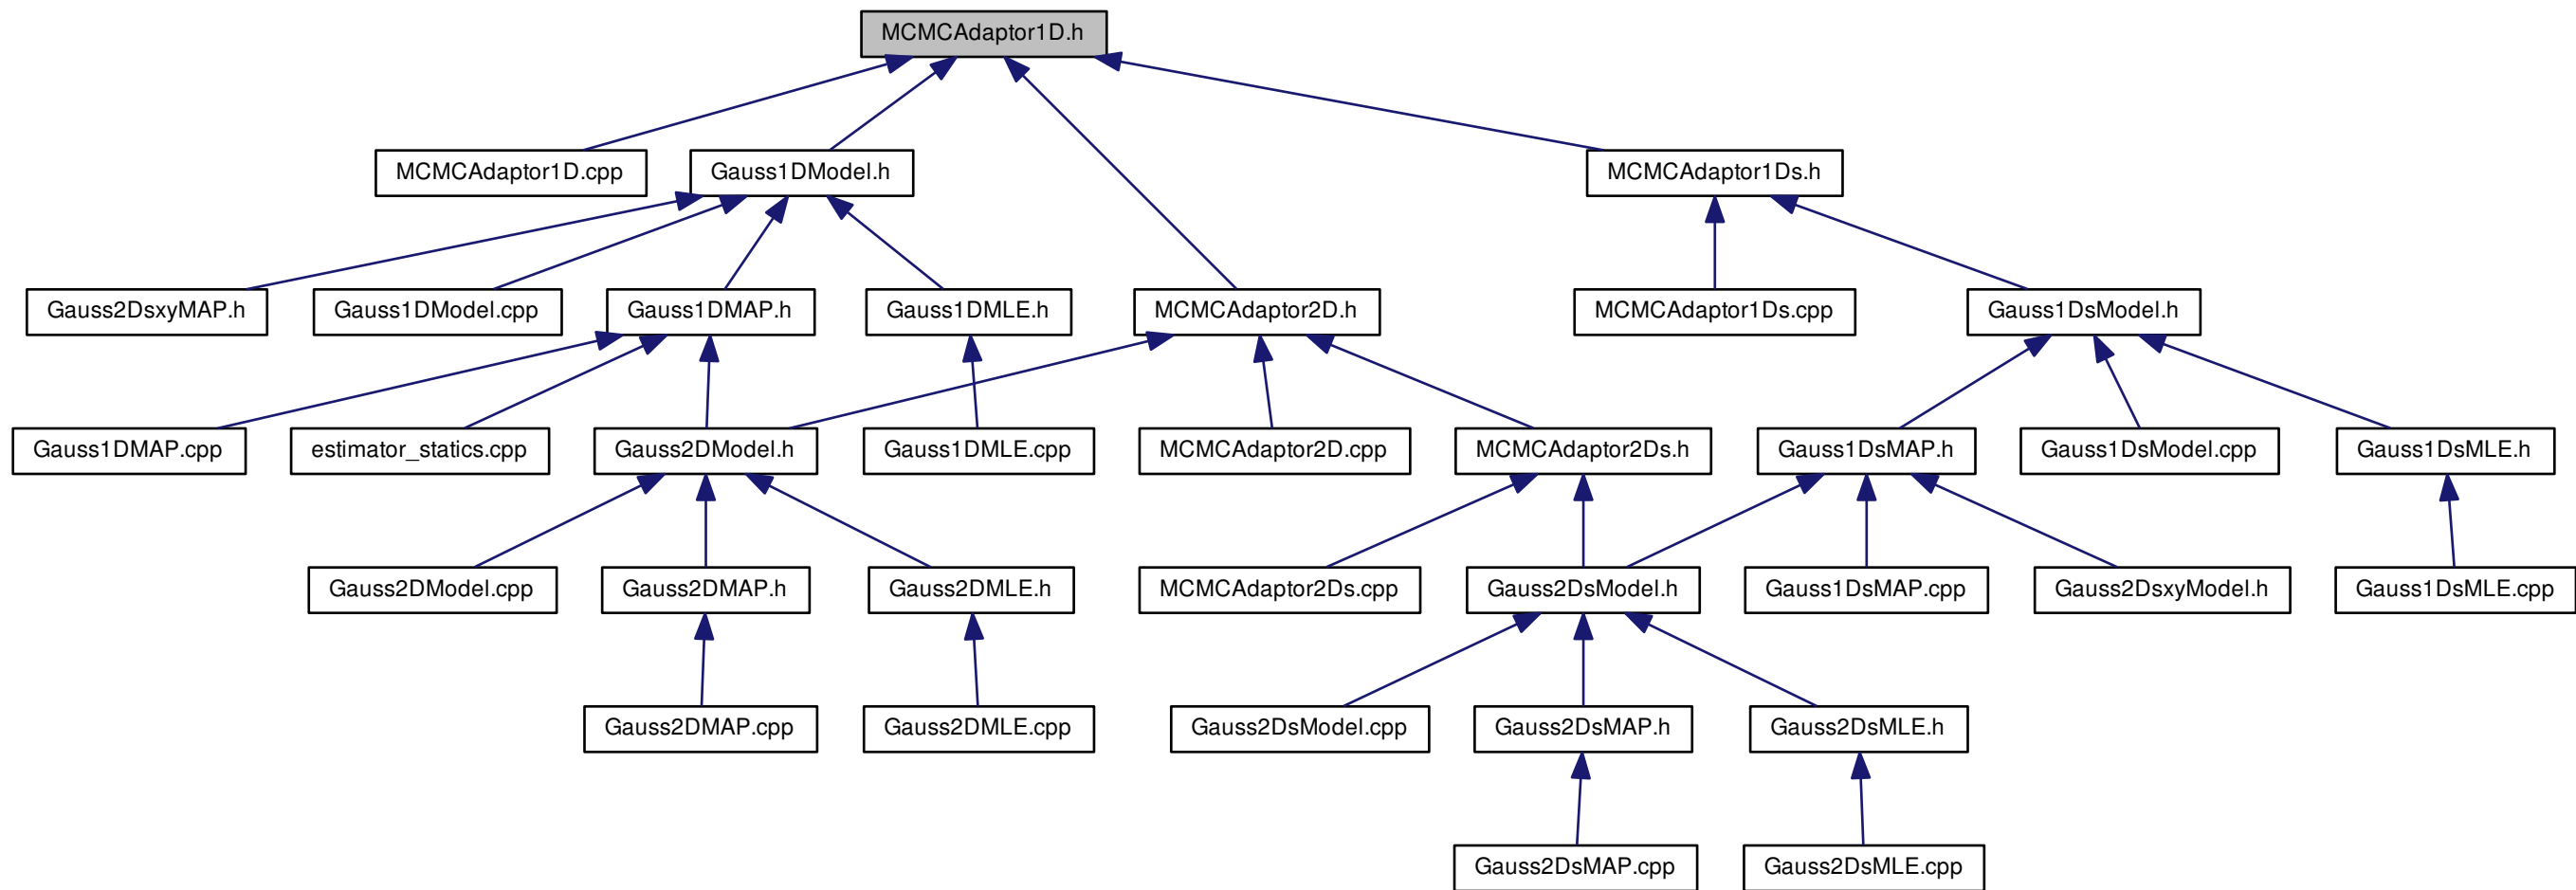 MCMCAdaptor1D.h
MCMCAdaptor1D.cpp
Gauss1DModel.h
MCMCAdaptor1Ds.h
Gauss2DsxyMAP.h
Gauss1DModel.cpp
Gauss1DMAP.h
Gauss1DMLE.h
MCMCAdaptor2D.h
MCMCAdaptor1Ds.cpp
Gauss1DsModel.h
Gauss1DMAP.cpp
estimator_statics.cpp
Gauss2DModel.h
Gauss1DMLE.cpp
MCMCAdaptor2D.cpp
MCMCAdaptor2Ds.h
Gauss1DsMAP.h
Gauss1DsModel.cpp
Gauss1DsMLE.h
Gauss2DModel.cpp
Gauss2DMAP.h
Gauss2DMLE.h
MCMCAdaptor2Ds.cpp
Gauss2DsModel.h
Gauss1DsMAP.cpp
Gauss2DsxyModel.h
Gauss1DsMLE.cpp
Gauss2DMAP.cpp
Gauss2DMLE.cpp
Gauss2DsModel.cpp
Gauss2DsMAP.h
Gauss2DsMLE.h
Gauss2DsMAP.cpp
Gauss2DsMLE.cpp